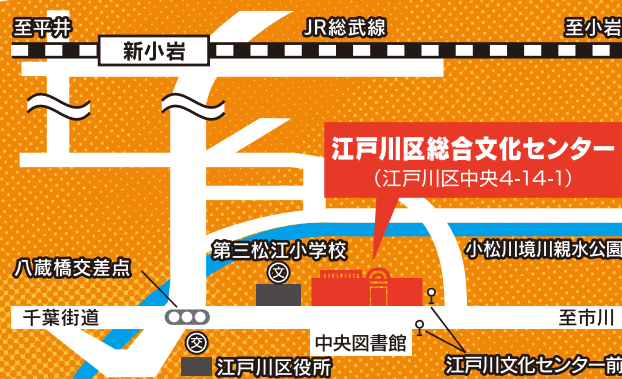 至平井
JR総武線
至小岩
新小岩
江戸川区総合文化センター
（江戸川区中央4-14-1）
第三松江小学校
小松川境川親水公園
八蔵橋交差点
文
千葉街道
至市川
交
中央図書館
江戸川区役所
江戸川文化センター前